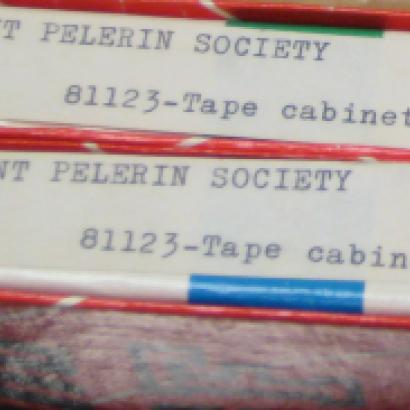 T PELERIN SOCIETY
81123-Tape cabinet
NT PELERIN SOCIETY
81123-Tape cabin